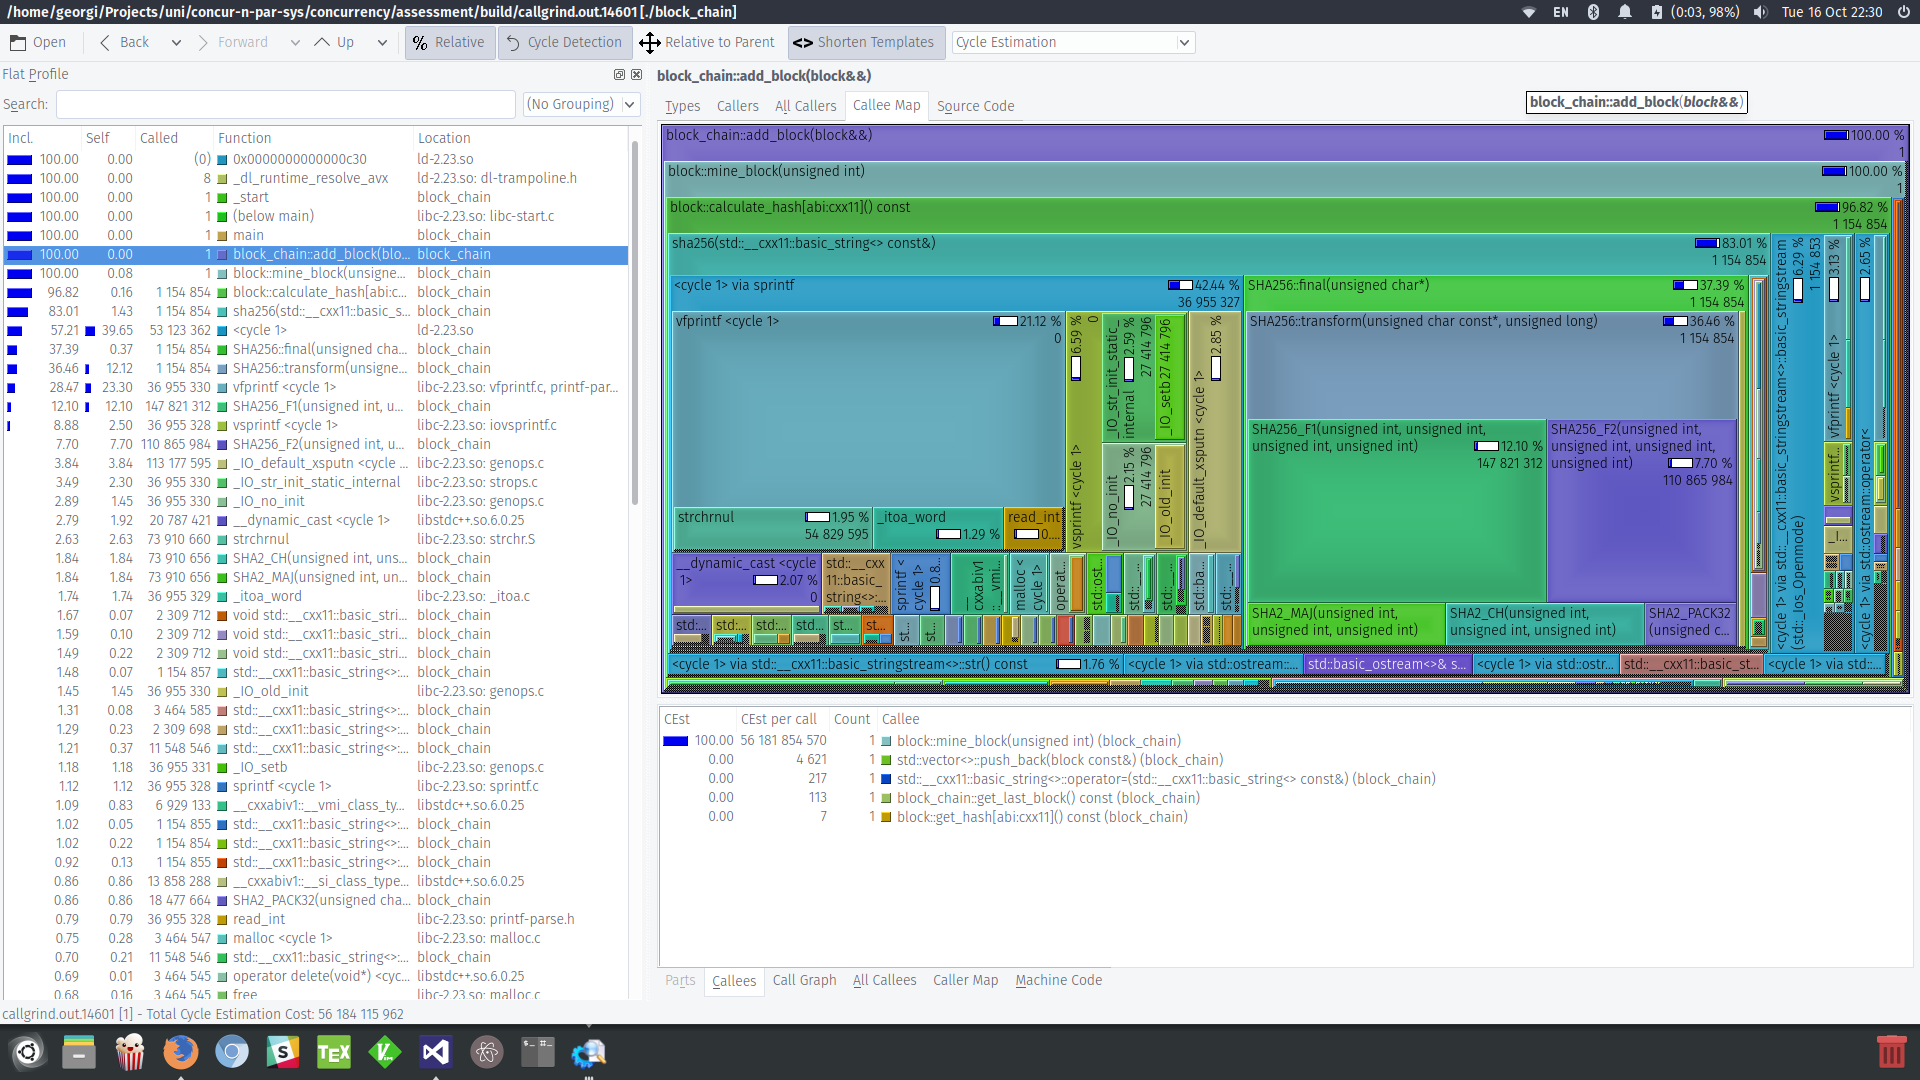 /home/georgi/Projects/uni/concur-n-par-sys/concurrency/assessment/build/callgrind.out.14601 [./block_chain]
EN (0:03, 98%) Tue 16 Oct 22:30
Open Back Forward Up % Relative Cycle Detection Relative to Parent <> Shorten Templates Cycle Estimation
Flat Profile
Search: (No Grouping)
Incl. Self Called Function Location
100.00 0.00 (0) 0x0000000000000c30 ld-2.23.so
100.00 0.00 8 _dl_runtime_resolve_avx ld-2.23.so: dl-trampoline.h
100.00 0.00 1 _start block_chain
100.00 0.00 1 (below main) libc-2.23.so: libc-start.c
100.00 0.00 1 main block_chain
100.00 0.00 1 block_chain::add_block(blo... block_chain
100.00 0.08 1 block::mine_block(unsigne... block_chain
96.82 0.16 1 154 854 block::calculate_hash[abi:c... block_chain
83.01 1.43 1 154 854 sha256(std::__cxx11::basic_s... block_chain
57.21 39.65 53 123 362 <cycle 1> ld-2.23.so
37.39 0.37 1 154 854 SHA256::final(unsigned cha... block_chain
36.46 12.12 1 154 854 SHA256::transform(unsigne... block_chain
28.47 23.30 36 955 330 vfprintf <cycle 1> libc-2.23.so: vfprintf.c, printf-par...
12.10 12.10 147 821 312 SHA256_F1(unsigned int, u... block_chain
8.88 2.50 36 955 328 vsprintf <cycle 1> libc-2.23.so: iovsprintf.c
7.70 7.70 110 865 984 SHA256_F2(unsigned int, u... block_chain
3.84 3.84 113 177 595 _IO_default_xsputn <cycle ... libc-2.23.so: genops.c
3.49 2.30 36 955 330 _IO_str_init_static_internal libc-2.23.so: strops.c
2.89 1.45 36 955 330 _IO_no_init libc-2.23.so: genops.c
2.79 1.92 20 787 421 __dynamic_cast <cycle 1> libstdc++.so.6.0.25
2.63 2.63 73 910 660 strchrnul libc-2.23.so: strchr.S
1.84 1.84 73 910 656 SHA2_CH(unsigned int, uns... block_chain
1.84 1.84 73 910 656 SHA2_MAJ(unsigned int, un... block_chain
1.74 1.74 36 955 329 _itoa_word libc-2.23.so: _itoa.c
1.67 0.07 2 309 712 void std::__cxx11::basic_stri... block_chain
1.59 0.10 2 309 712 void std::__cxx11::basic_stri... block_chain
1.49 0.22 2 309 712 void std::__cxx11::basic_stri... block_chain
1.48 0.07 1 154 857 std::__cxx11::basic_string<>:... block_chain
1.45 1.45 36 955 330 _IO_old_init libc-2.23.so: genops.c
1.31 0.08 3 464 585 std::__cxx11::basic_string<>:... block_chain
1.29 0.23 2 309 698 std::__cxx11::basic_string<>:... block_chain
1.21 0.37 11 548 546 std::__cxx11::basic_string<>:... block_chain
1.18 1.18 36 955 331 _IO_setb libc-2.23.so: genops.c
1.12 1.12 36 955 328 sprintf <cycle 1> libc-2.23.so: sprintf.c
1.09 0.83 6 929 133 __cxxabiv1::__vmi_class_ty... libstdc++.so.6.0.25
1.02 0.05 1 154 855 std::__cxx11::basic_string<>:... block_chain
1.02 0.22 1 154 854 std::__cxx11::basic_string<>:... block_chain
0.92 0.13 1 154 855 std::__cxx11::basic_string<>:... block_chain
0.86 0.86 13 858 288 __cxxabiv1::__si_class_type... libstdc++.so.6.0.25
0.86 0.86 18 477 664 SHA2_PACK32(unsigned cha... block_chain
0.79 0.79 36 955 328 read_int libc-2.23.so: printf-parse.h
0.75 0.28 3 464 547 malloc <cycle 1> libc-2.23.so: malloc.c
0.70 0.21 11 548 546 std::__cxx11::basic_string<>:... block_chain
0.69 0.01 3 464 545 operator delete(void*) <cyc... libstdc++.so.6.0.25
0.68 0.16 3 464 545 free libc-2.23.so: malloc.c
callgrind.out.14601 [1] - Total Cycle Estimation Cost: 56 184 115 962
block_chain::add_block(block&&)
Types Callers All Callers Callee Map Source Code
block_chain::add_block(block&&)
block_chain::add_block(block&&) 100.00 %
1
block::mine_block(unsigned int) 100.00 %
1
block::calculate_hash[abi:cxx11]() const 96.82 %
1 154 854
sha256(std::__cxx11::basic_string<> const&) 83.01 %
1 154 854
<cycle 1> via sprintf 42.44 %
36 955 327
SHA256::final(unsigned char*) 37.39 %
1 154 854
vfprintf <cycle 1> 21.12 %
0
vsprintf <cycle 1> 6.59 %
0
_IO_str_init_static_
internal 2.59 %
27 414 796
_IO_setb 27 414 796
_IO_no_init 2.15 %
27 414 796
_IO_old_init
_IO_default_xsputn <cycle 1> 2.85 %
SHA256::transform(unsigned char const*, unsigned long) 36.46 %
1 154 854
SHA256_F1(unsigned int, unsigned int,
unsigned int, unsigned int) 12.10 %
147 821 312
SHA256_F2(unsigned int,
unsigned int, unsigned int,
unsigned int) 7.70 %
110 865 984
strchrnul 1.95 %
54 829 595
_itoa_word
1.29 %
read_int
0....
__dynamic_cast <cycle
1> 2.07 %
0
std::__cxx
11::basic_
string<>:...
sprintf <
cycle 1> 0.8...
__cxxabiv1
::__vmi...
malloc <
cycle 1>
operat...
std::ost...
std::__...
std::__...
std::ba...
std::__...
std:... std:... std:... std... st... st... st... st...
SHA2_MAJ(unsigned int,
unsigned int, unsigned int)
SHA2_CH(unsigned int,
unsigned int, unsigned int)
SHA2_PACK32
(unsigned c...
<cycle 1> via std::__cxx11::basic_stringstream<>::basic_stringstream
(std::_Ios_Openmode) 6.29 %
1 154 853
vfprintf <cycle 1> 3.13 %
vsprintf...
_I...
<cycle 1> via std::ostream::operator< 2.65 %
<cycle 1> via std::__cxx11::basic_stringstream<>::str() const 1.76 %
<cycle 1> via std::ostream::...
std::basic_ostream<>& s...
<cycle 1> via std::ostr...
std::__cxx11::basic_st...
<cycle 1> via std::...
CEst CEst per call Count Callee
100.00 56 181 854 570 1 block::mine_block(unsigned int) (block_chain)
0.00 4 621 1 std::vector<>::push_back(block const&) (block_chain)
0.00 217 1 std::__cxx11::basic_string<>::operator=(std::__cxx11::basic_string<> const&) (block_chain)
0.00 113 1 block_chain::get_last_block() const (block_chain)
0.00 7 1 block::get_hash[abi:cxx11]() const (block_chain)
Parts Callees Call Graph All Callees Caller Map Machine Code
TEX